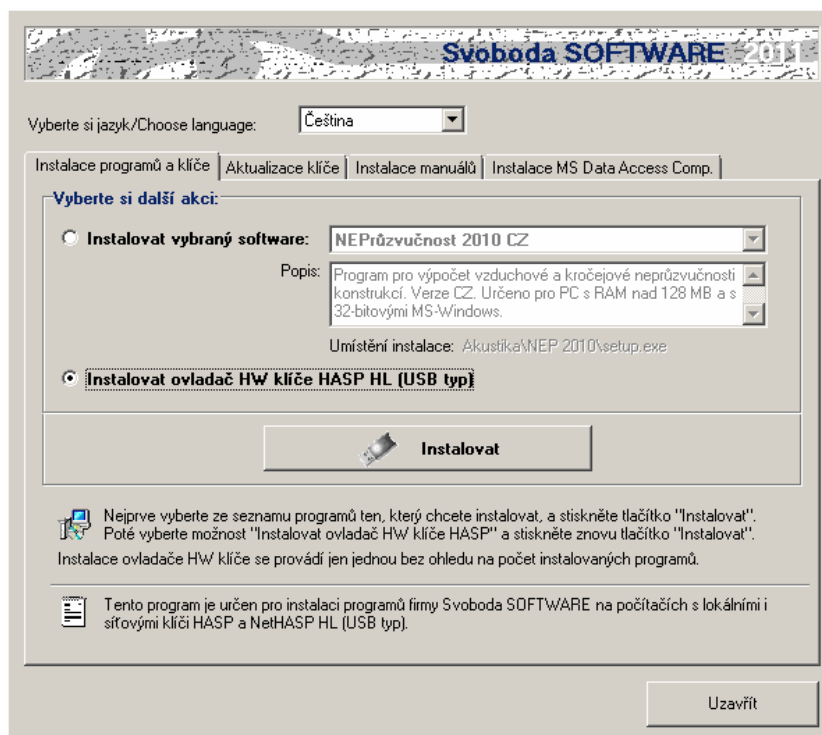 Svoboda SOFTWARE 2011
Vyberte si jazyk/Choose language: Čeština
Instalace programů a klíče Aktualizace klíče Instalace manuálů Instalace MS Data Access Comp.
Vyberte si další akci:
Instalovat vybraný software: NEPrůzvučnost 2010 CZ
Popis: Program pro výpočet vzduchové a kročejové neprůzvučnosti
konstrukcí. Verze CZ. Určeno pro PC s RAM nad 128 MB a s
32-bitovými MS-Windows.
Umístění instalace: Akustika\NEP 2010\setup.exe
Instalovat ovladač HW klíče HASP HL (USB typ)
Instalovat
Nejprve vyberte ze seznamu programů ten, který chcete instalovat, a stiskněte tlačítko "Instalovat".
Poté vyberte možnost "Instalovat ovladač HW klíče HASP" a stiskněte znovu tlačítko "Instalovat".
Instalace ovladače HW klíče se provádí jen jednou bez ohledu na počet instalovaných programů.
Tento program je určen pro instalaci programů firmy Svoboda SOFTWARE na počítačích s lokálními i
síťovými klíči HASP a NetHASP HL (USB typ).
Uzavřít